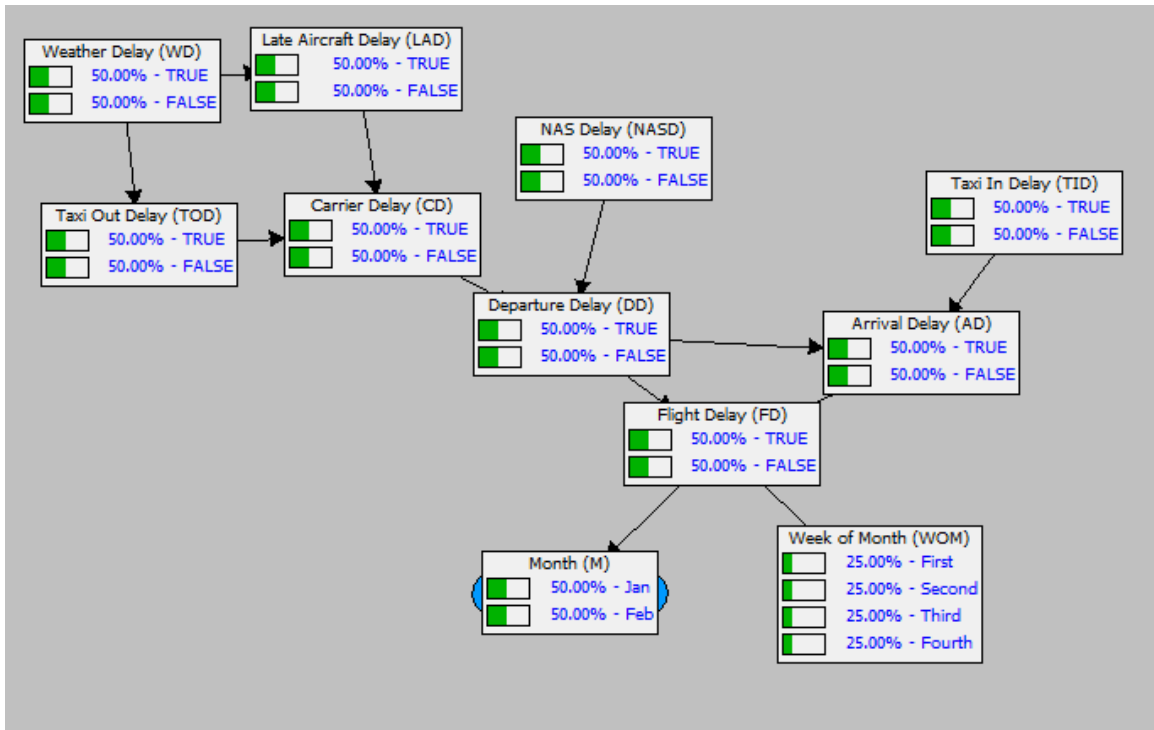 Weather Delay (WD)
50.00% - TRUE
50.00% - FALSE
Late Aircraft Delay (LAD)
50.00% - TRUE
50.00% - FALSE
NAS Delay (NASD)
50.00% - TRUE
50.00% - FALSE
Taxi In Delay (TID)
50.00% - TRUE
50.00% - FALSE
Taxi Out Delay (TOD)
50.00% - TRUE
50.00% - FALSE
Carrier Delay (CD)
50.00% - TRUE
50.00% - FALSE
Departure Delay (DD)
50.00% - TRUE
50.00% - FALSE
Arrival Delay (AD)
50.00% - TRUE
50.00% - FALSE
Flight Delay (FD)
50.00% - TRUE
50.00% - FALSE
Month (M)
50.00% - Jan
50.00% - Feb
Week of Month (WOM)
25.00% - First
25.00% - Second
25.00% - Third
25.00% - Fourth